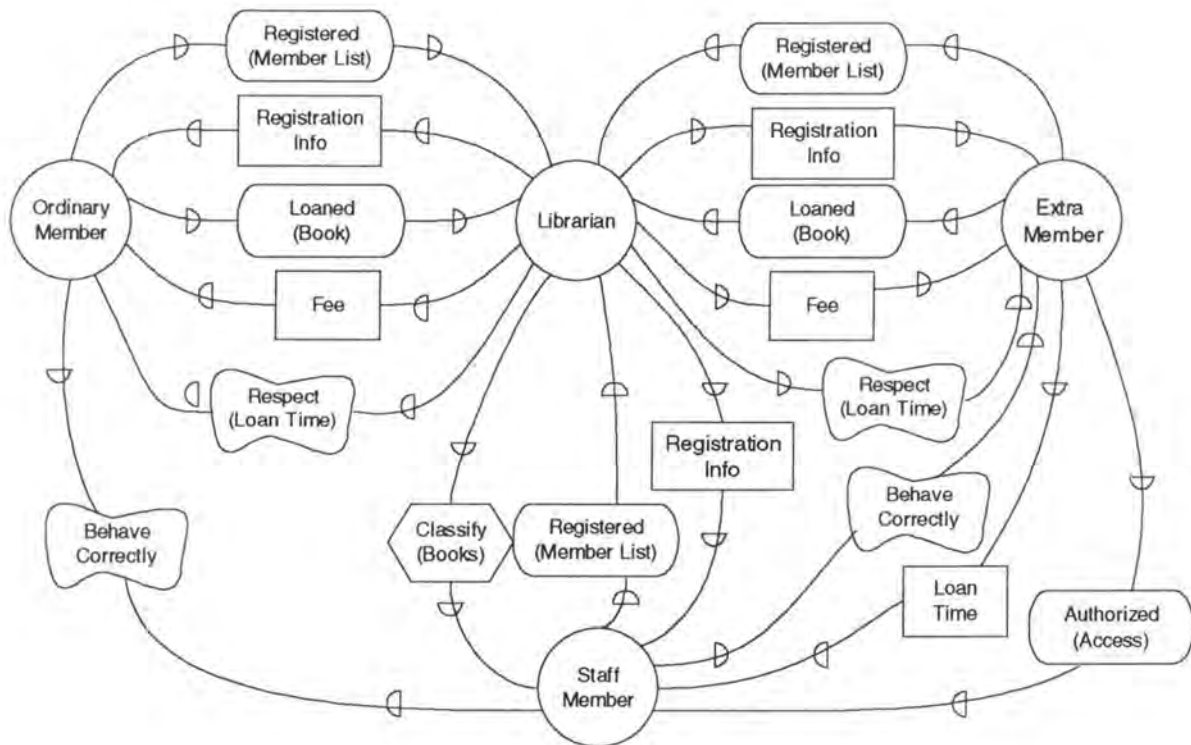 Registered
(Member List)
Registered
(Member List)
Registration
Info
Registration
Info
Ordinary
Member
Loaned
(Book)
Librarian
Loaned
(Book)
Extra
Member
Fee
Fee
Respect
(Loan Time)
Respect
(Loan Time)
Registration
Info
Behave
Correctly
Classify
(Books)
Registered
(Member List)
Behave
Correctly
Loan
Time
Authorized
(Access)
Staff
Member